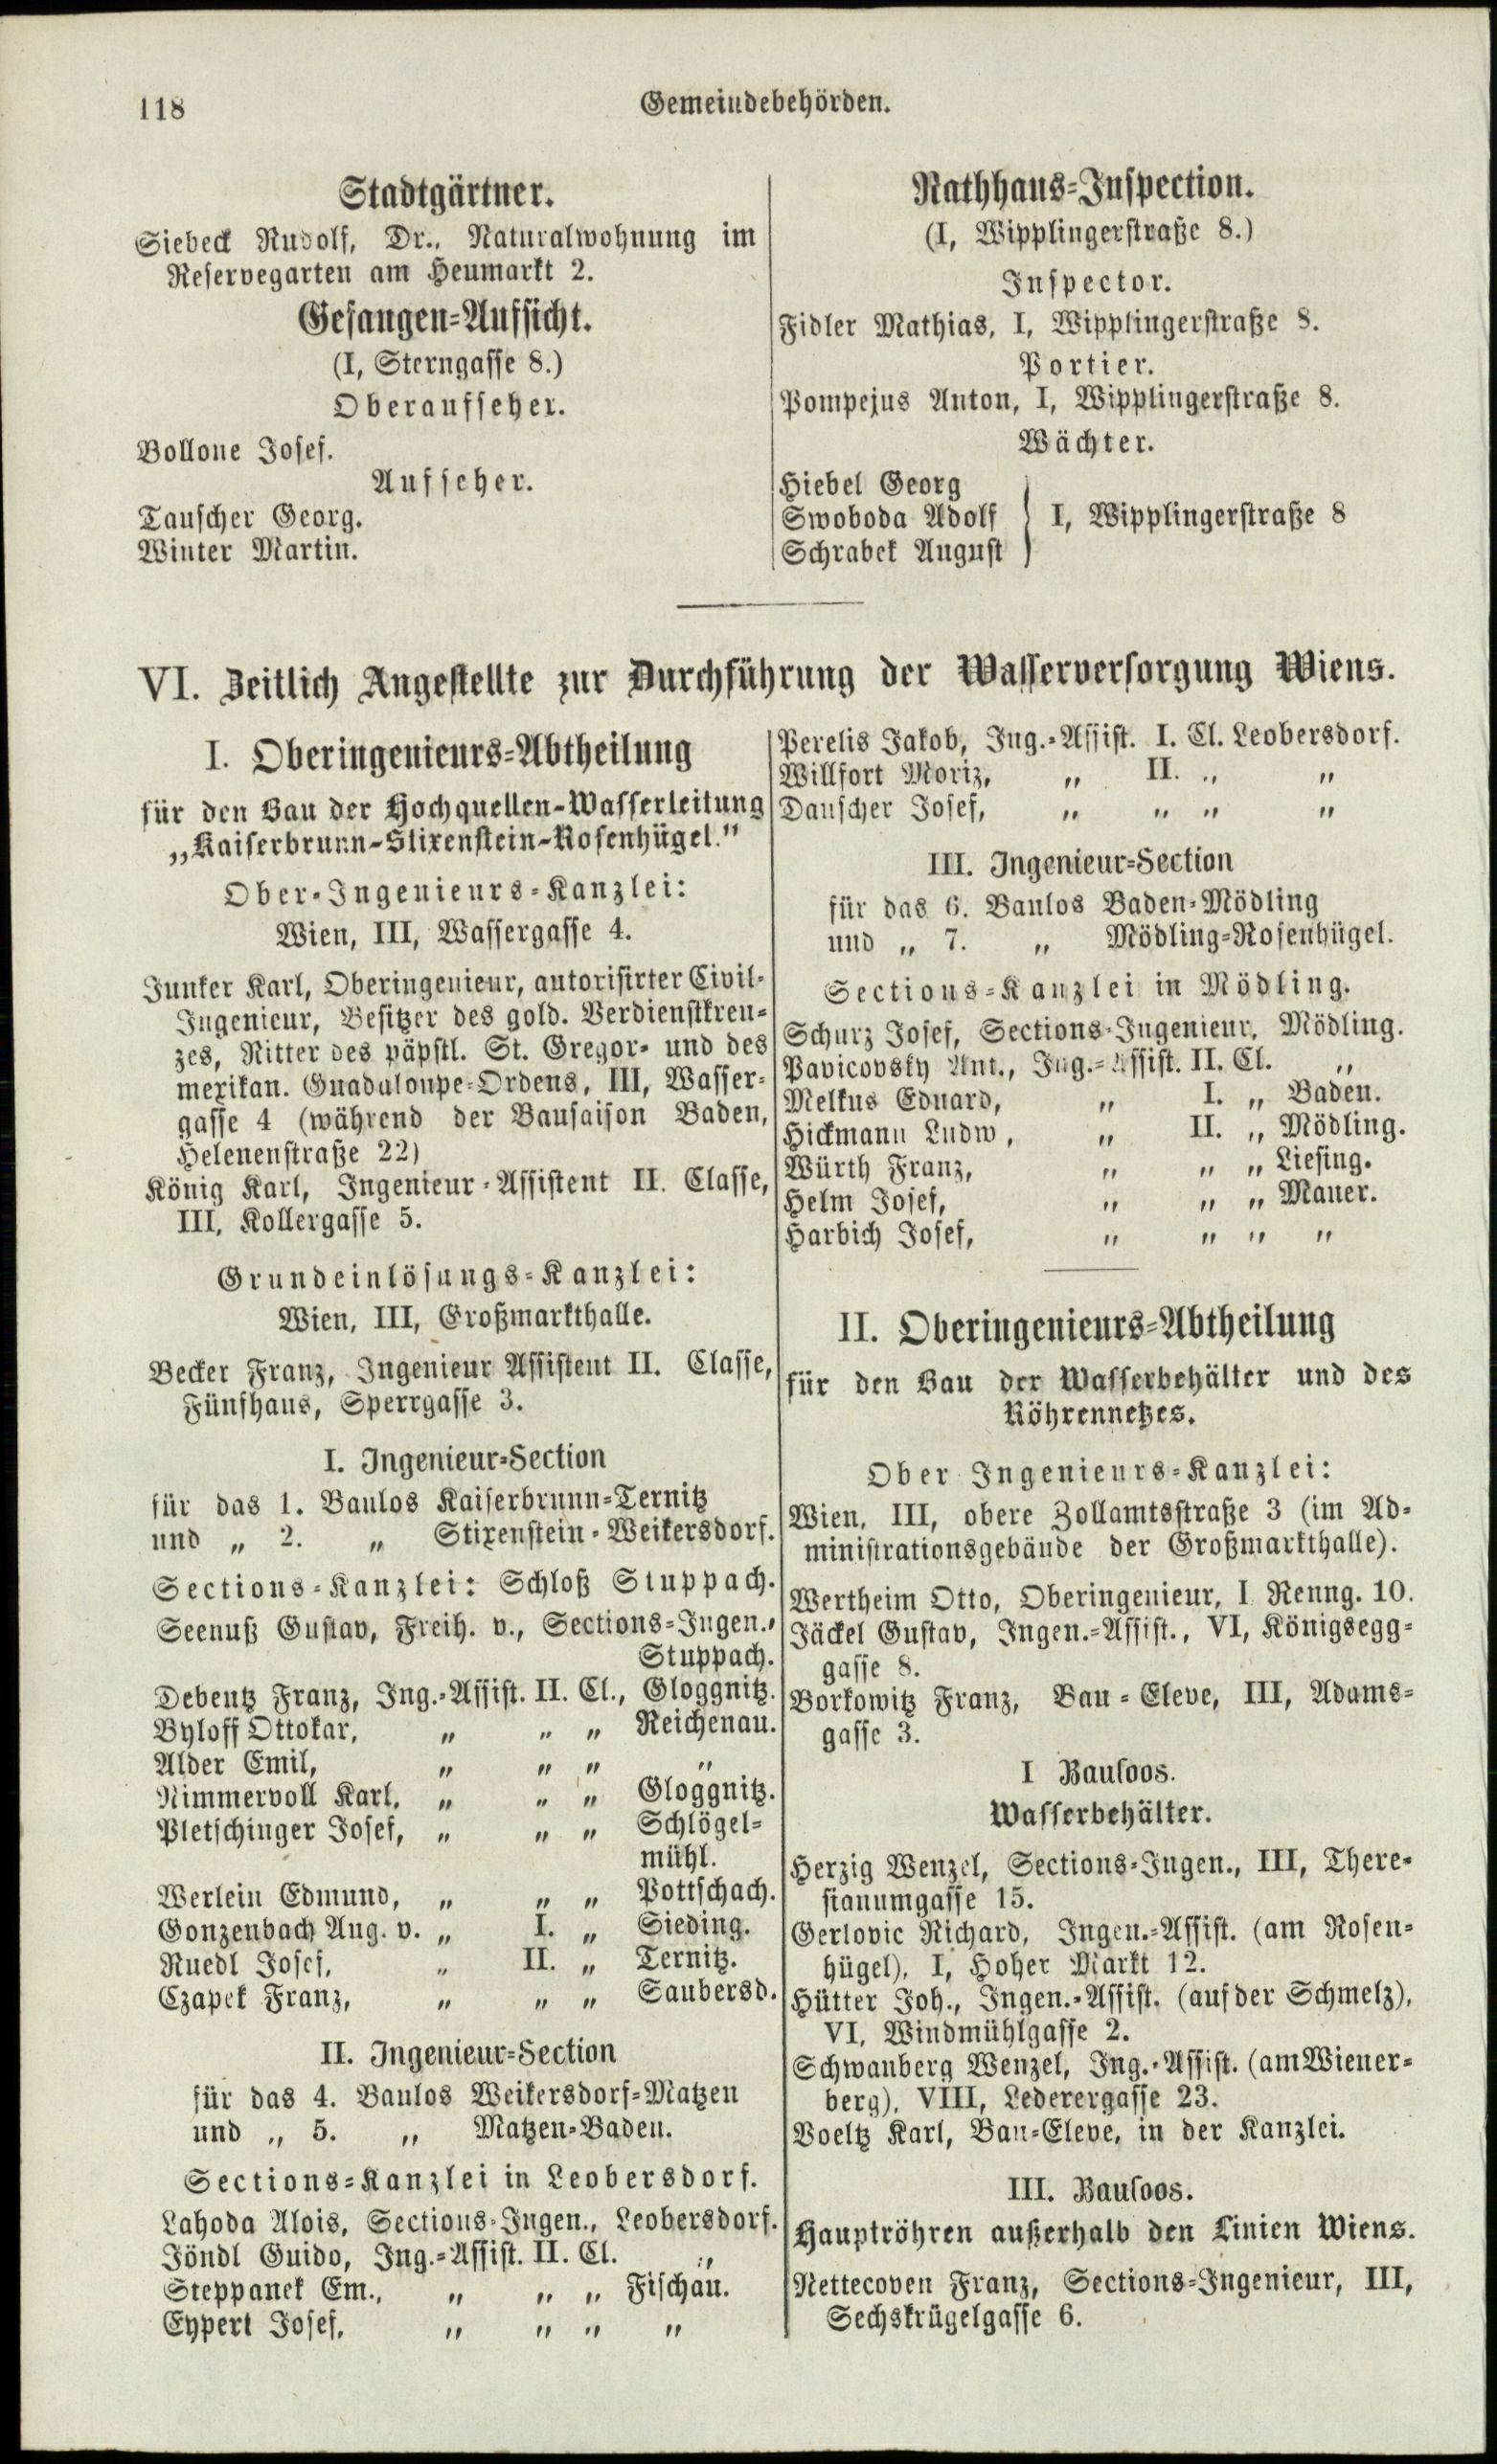 118
Gemeindebehörden.
Stadtgärtner.
Siebeck Rudolf, Dr., Naturalwohnung im
Reservegarten am Heumarkt 2.
Gefangen-Aufsicht.
(I, Sterngasse 8.)
Oberaufseher.
Bollone Josef.
Aufseher.
Tauscher Georg.
Winter Martin.
Rathhaus-Inspection.
(I, Wipplingerstraße 8.)
Inspector.
Fidler Mathias, I, Wipplingerstraße 8.
Portier.
Pompejus Anton, I, Wipplingerstraße 8.
Wächter.
Hiebel Georg
Swoboda Adolf } I, Wipplingerstraße 8
Schrabek August
VI. Zeitlich Angestellte zur Durchführung der Wasserversorgung Wiens.
I. Oberingenieurs-Abtheilung
für den Bau der Hochquellen-Wasserleitung
„Kaiserbrunn-Stixenstein-Rosenhügel."
Ober-Ingenieurs-Kanzlei:
Wien, III, Wassergasse 4.
Junker Karl, Oberingenieur, autorisirter Civil-
Ingenieur, Besitzer des gold. Verdienstkreu-
zes, Ritter des päpstl. St. Gregor- und des
mexikan. Guadaloupe-Ordens, III, Wasser-
gasse 4 (während der Bausaison Baden,
Helenenstraße 22)
König Karl, Ingenieur-Assistent II. Classe,
III, Kollergasse 5.
Grundeinlösungs-Kanzlei:
Wien, III, Großmarkthalle.
Becker Franz, Ingenieur Assistent II. Classe,
Fünfhaus, Sperrgasse 3.
I. Ingenieur-Section
für das 1. Baulos Kaiserbrunn-Ternitz
und „ 2. „ Stixenstein-Weikersdorf.
Sections-Kanzlei: Schloß Stuppach.
Seenuß Gustav, Freih. v., Sections-Ingen.,
Stuppach.
Debentz Franz, Ing.-Assist. II. Cl., Gloggnitz.
Byloff Ottokar, „ „ „ Reichenau.
Alder Emil, „ „ „ „
Nimmervoll Karl, „ „ „ Gloggnitz.
Pletschinger Josef, „ „ „ Schlögel-
mühl.
Werlein Edmund, „ „ „ Pottschach.
Gonzenbach Aug. v. „ I. „ Sieding.
Ruedl Josef, „ II. „ Ternitz.
Czapek Franz, „ „ „ Saubersd.
II. Ingenieur-Section
für das 4. Baulos Weikersdorf-Matzen
und „ 5. „ Matzen-Baden.
Sections-Kanzlei in Leobersdorf.
Lahoda Alois, Sections-Ingen., Leobersdorf.
Jöndl Guido, Ing.-Assist. II. Cl. „
Steppanek Em., „ „ „ Fischau.
Eypert Josef, „ „ „ „
Perelis Jakob, Ing.-Assist. I. Cl. Leobersdorf.
Willfort Moriz, „ II. „ „
Dauscher Josef, „ „ „ „
III. Ingenieur-Section
für das 6. Baulos Baden-Mödling
und „ 7. „ Mödling-Rosenhügel.
Sections-Kanzlei in Mödling.
Schurz Josef, Sections-Ingenieur, Mödling.
Pavicovsky Ant., Ing.-Assist. II. Cl. „
Melkus Eduard, „ I. „ Baden.
Hickmann Ludw, „ II. „ Mödling.
Würth Franz, „ „ „ Liesing.
Helm Josef, „ „ „ Mauer.
Harbich Josef, „ „ „ „
II. Oberingenieurs-Abtheilung
für den Bau der Wasserbehälter und des
Röhrennetzes.
Ober Ingenieurs-Kanzlei:
Wien, III, obere Zollamtsstraße 3 (im Ad-
ministrationsgebäude der Großmarkthalle).
Wertheim Otto, Oberingenieur, I Renng. 10.
Jäckel Gustav, Ingen.-Assist., VI, Königsegg-
gasse 8.
Borkowitz Franz, Bau-Eleve, III, Adams-
gasse 3.
I Bauloos.
Wasserbehälter.
Herzig Wenzel, Sections-Ingen., III, There-
sianumgasse 15.
Gerlovic Richard, Ingen.-Assist. (am Rosen-
hügel), I, Hoher Markt 12.
Hütter Joh., Ingen.-Assist. (auf der Schmelz),
VI, Windmühlgasse 2.
Schwanberg Wenzel, Ing.-Assist. (am Wiener-
berg), VIII, Lederergasse 23.
Voeltz Karl, Bau-Eleve, in der Kanzlei.
III. Bauloos.
Hauptröhren außerhalb den Linien Wiens.
Nettecoven Franz, Sections-Ingenieur, III,
Sechskrügelgasse 6.